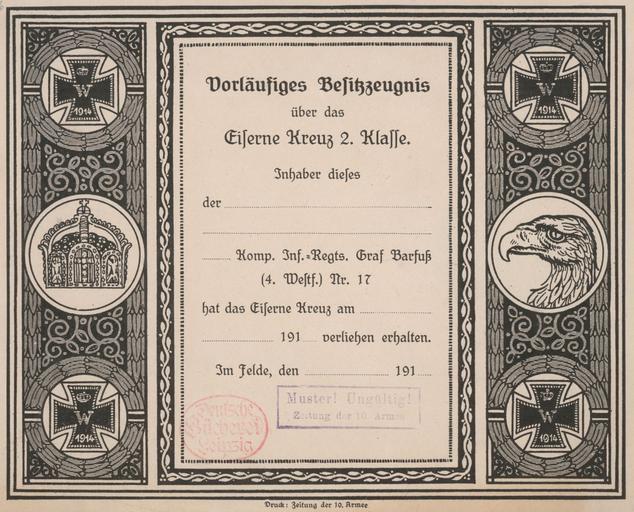 W
1914
W
1914
Vorläufiges Besitzzeugnis
über das
Eiserne Kreuz 2. Klasse.
Inhaber dieses
der
Komp. Inf.-Regts. Graf Barfuß
(4. Westf.) Nr. 17
hat das Eiserne Kreuz am
191 verliehen erhalten.
Im Felde, den 191
Deutsche
Bücherei
Leipzig
Muster! Ungültig!
Zeitung der 10. Armee
W
1914
W
1914
Druck: Zeitung der 10. Armee